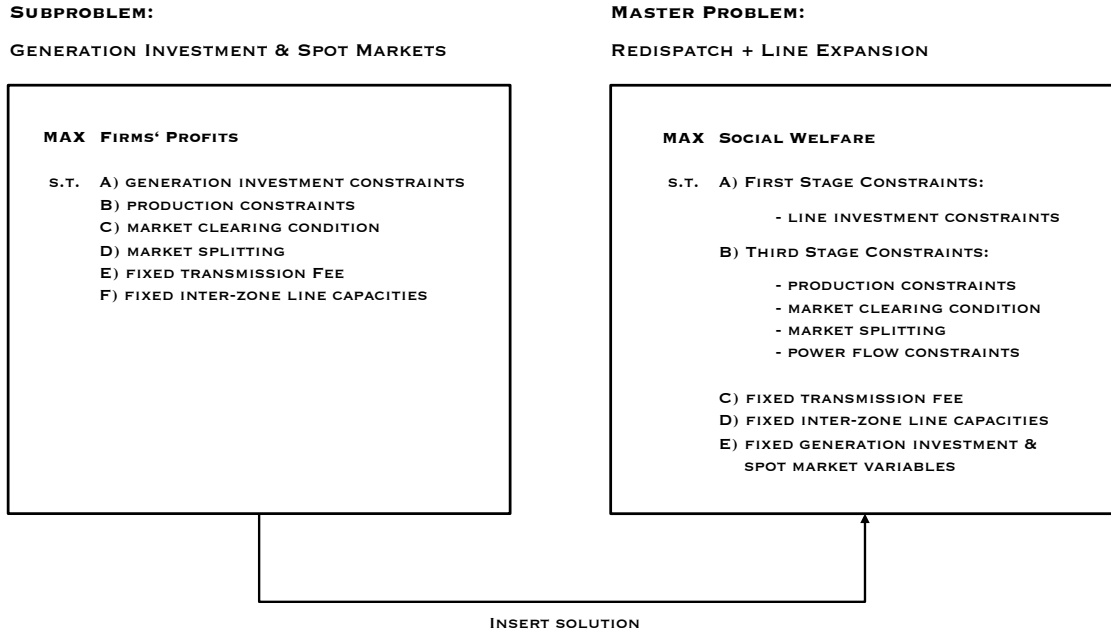 Subproblem:
Generation Investment & Spot Markets
max Firms‘ Profits
s.t. a) generation investment constraints
b) production constraints
c) market clearing condition
d) market splitting
e) fixed transmission Fee
f) fixed inter-zone line capacities
Master Problem:
Redispatch + Line Expansion
max Social Welfare
s.t. a) First Stage Constraints:
- line investment constraints
b) Third Stage Constraints:
- production constraints
- market clearing condition
- market splitting
- power flow constraints
c) fixed transmission fee
d) fixed inter-zone line capacities
e) fixed generation investment &
spot market variables
Insert solution